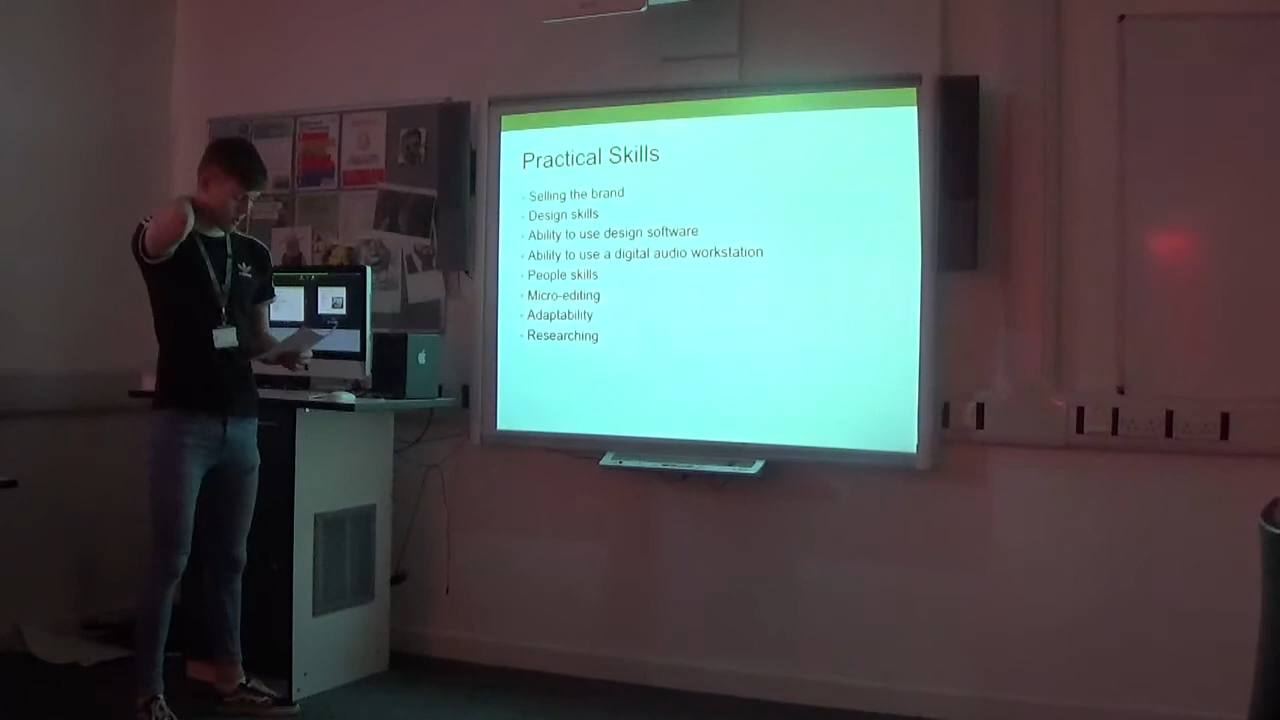 Practical Skills
Selling the brand
Design skills
Ability to use design software
Ability to use a digital audio workstation
People skills
Micro-editing
Adaptability
Researching